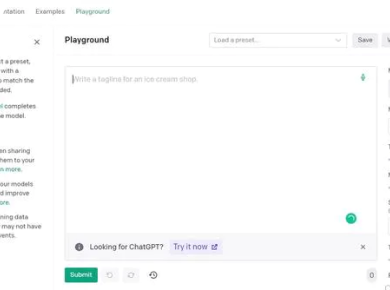 ntation Examples Playground
Playground
Load a preset...
Save
t a preset,
with a
o match the
ded.
completes
e model.
Write a tagline for an ice cream shop.
en sharing
hem to your
rn more.
our models
d improve
ore.
ning data
may not have
vents.
Looking for ChatGPT? Try it now
Submit
0